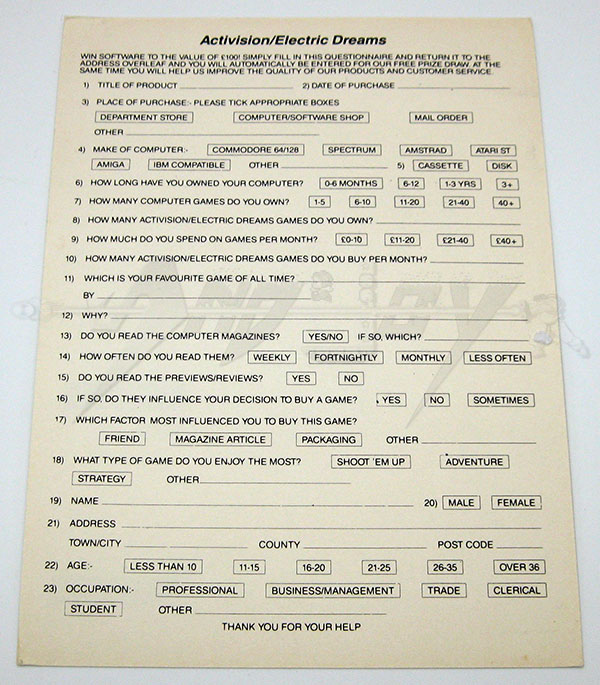 Activision/Electric Dreams
WIN SOFTWARE TO THE VALUE OF £100! SIMPLY FILL IN THIS QUESTIONNAIRE AND RETURN IT TO THE
ADDRESS OVERLEAF AND YOU WILL AUTOMATICALLY BE ENTERED FOR OUR FREE PRIZE DRAW. AT THE
SAME TIME YOU WILL HELP US IMPROVE THE QUALITY OF OUR PRODUCTS AND CUSTOMER SERVICE.
1) TITLE OF PRODUCT 2) DATE OF PURCHASE
3) PLACE OF PURCHASE:- PLEASE TICK APPROPRIATE BOXES
DEPARTMENT STORE COMPUTER/SOFTWARE SHOP MAIL ORDER
OTHER
4) MAKE OF COMPUTER:- COMMODORE 64/128 SPECTRUM AMSTRAD ATARI ST
AMIGA IBM COMPATIBLE OTHER 5) CASSETTE DISK
6) HOW LONG HAVE YOU OWNED YOUR COMPUTER? 0-6 MONTHS 6-12 1-3 YRS 3+
7) HOW MANY COMPUTER GAMES DO YOU OWN? 1-5 6-10 11-20 21-40 40+
8) HOW MANY ACTIVISION/ELECTRIC DREAMS GAMES DO YOU OWN?
9) HOW MUCH DO YOU SPEND ON GAMES PER MONTH? £0-10 £11-20 £21-40 £40+
10) HOW MANY ACTIVISION/ELECTRIC DREAMS GAMES DO YOU BUY PER MONTH?
11) WHICH IS YOUR FAVOURITE GAME OF ALL TIME?
BY
12) WHY?
13) DO YOU READ THE COMPUTER MAGAZINES? YES/NO IF SO, WHICH?
14) HOW OFTEN DO YOU READ THEM? WEEKLY FORTNIGHTLY MONTHLY LESS OFTEN
15) DO YOU READ THE PREVIEWS/REVIEWS? YES NO
16) IF SO, DO THEY INFLUENCE YOUR DECISION TO BUY A GAME? YES NO SOMETIMES
17) WHICH FACTOR MOST INFLUENCED YOU TO BUY THIS GAME?
FRIEND MAGAZINE ARTICLE PACKAGING OTHER
18) WHAT TYPE OF GAME DO YOU ENJOY THE MOST? SHOOT 'EM UP ADVENTURE
STRATEGY OTHER
19) NAME 20) MALE FEMALE
21) ADDRESS
TOWN/CITY COUNTY POST CODE
22) AGE:- LESS THAN 10 11-15 16-20 21-25 26-35 OVER 36
23) OCCUPATION:- PROFESSIONAL BUSINESS/MANAGEMENT TRADE CLERICAL
STUDENT OTHER
THANK YOU FOR YOUR HELP